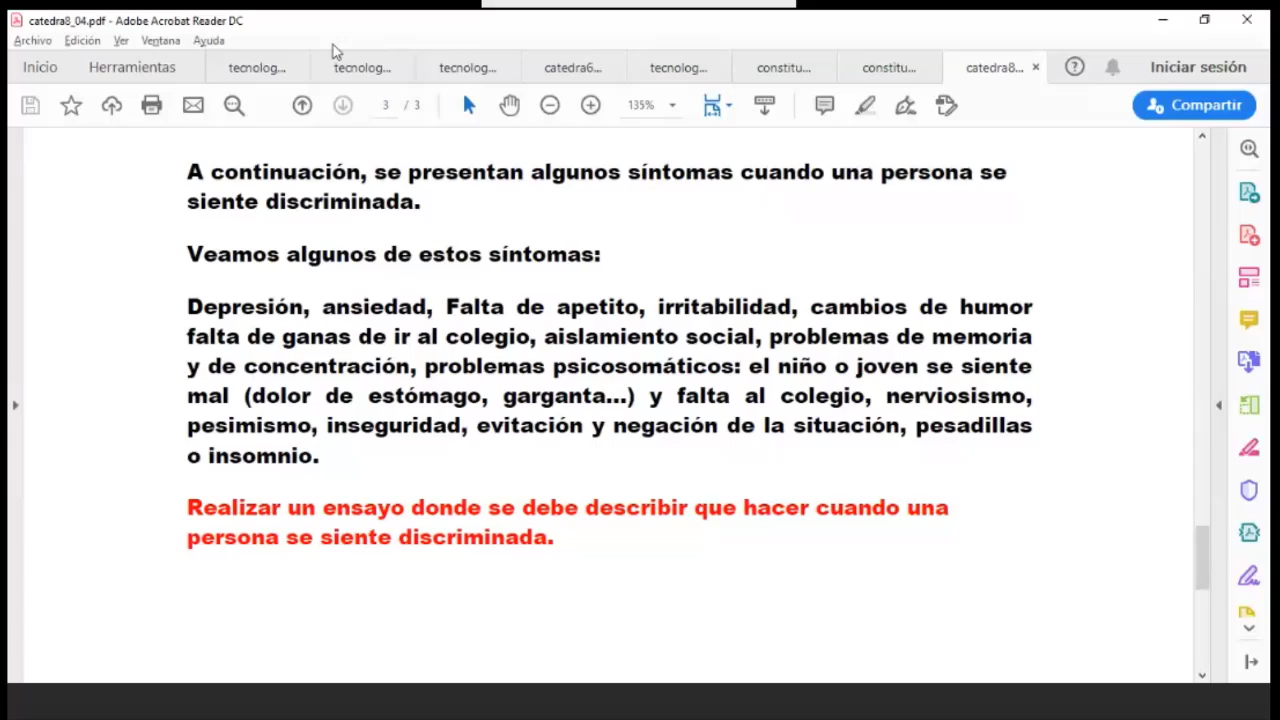 catedra8_04.pdf - Adobe Acrobat Reader DC
Archivo Edición Ver Ventana Ayuda
Inicio Herramientas tecnolog... tecnolog... tecnolog... catedra6... tecnolog... constitu... constitu... catedra8... × Iniciar sesión
3 / 3 135% Compartir
A continuación, se presentan algunos síntomas cuando una persona se
siente discriminada.
Veamos algunos de estos síntomas:
Depresión, ansiedad, Falta de apetito, irritabilidad, cambios de humor
falta de ganas de ir al colegio, aislamiento social, problemas de memoria
y de concentración, problemas psicosomáticos: el niño o joven se siente
mal (dolor de estómago, garganta...) y falta al colegio, nerviosismo,
pesimismo, inseguridad, evitación y negación de la situación, pesadillas
o insomnio.
Realizar un ensayo donde se debe describir que hacer cuando una
persona se siente discriminada.